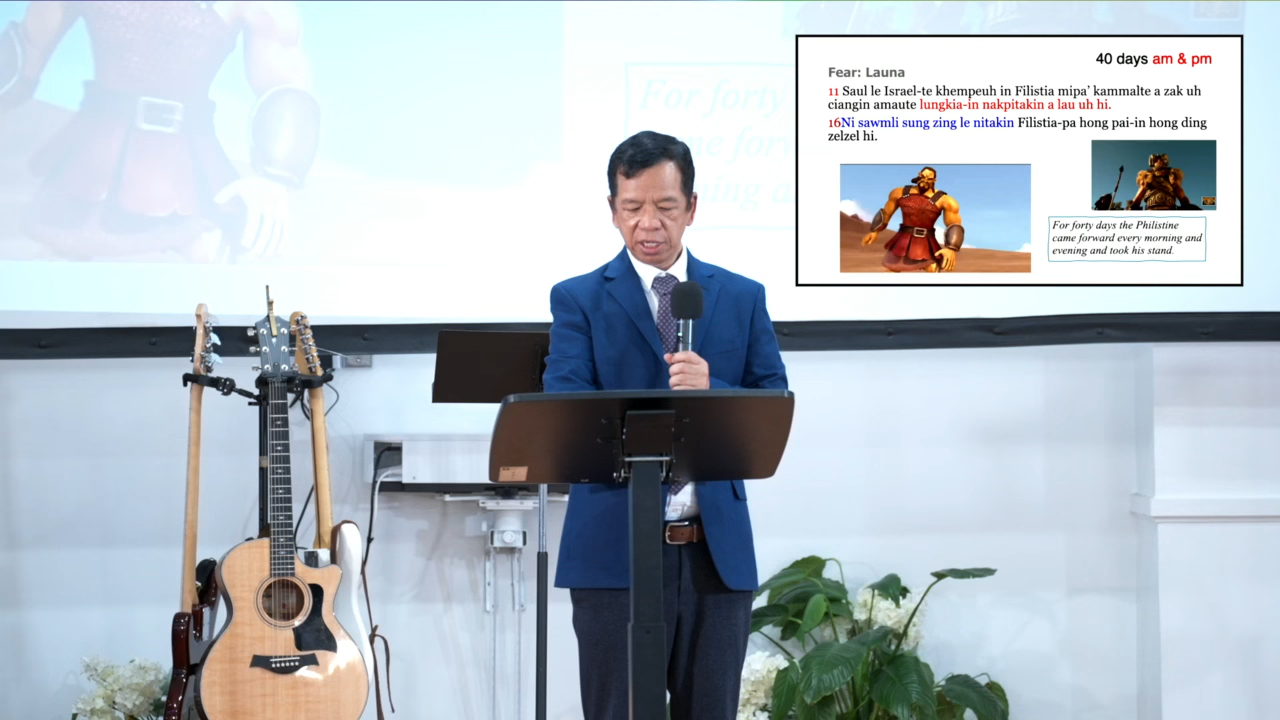 40 days am & pm
Fear: Launa
11 Saul le Israel-te khempeuh in Filistia mipa’ kammalte a zak uh
ciangin amaute lungkia-in nakpitakin a lau uh hi.
16Ni sawmli sung zing le nitakin Filistia-pa hong pai-in hong ding
zelzel hi.
For forty days the Philistine
came forward every morning and
evening and took his stand.
For forty